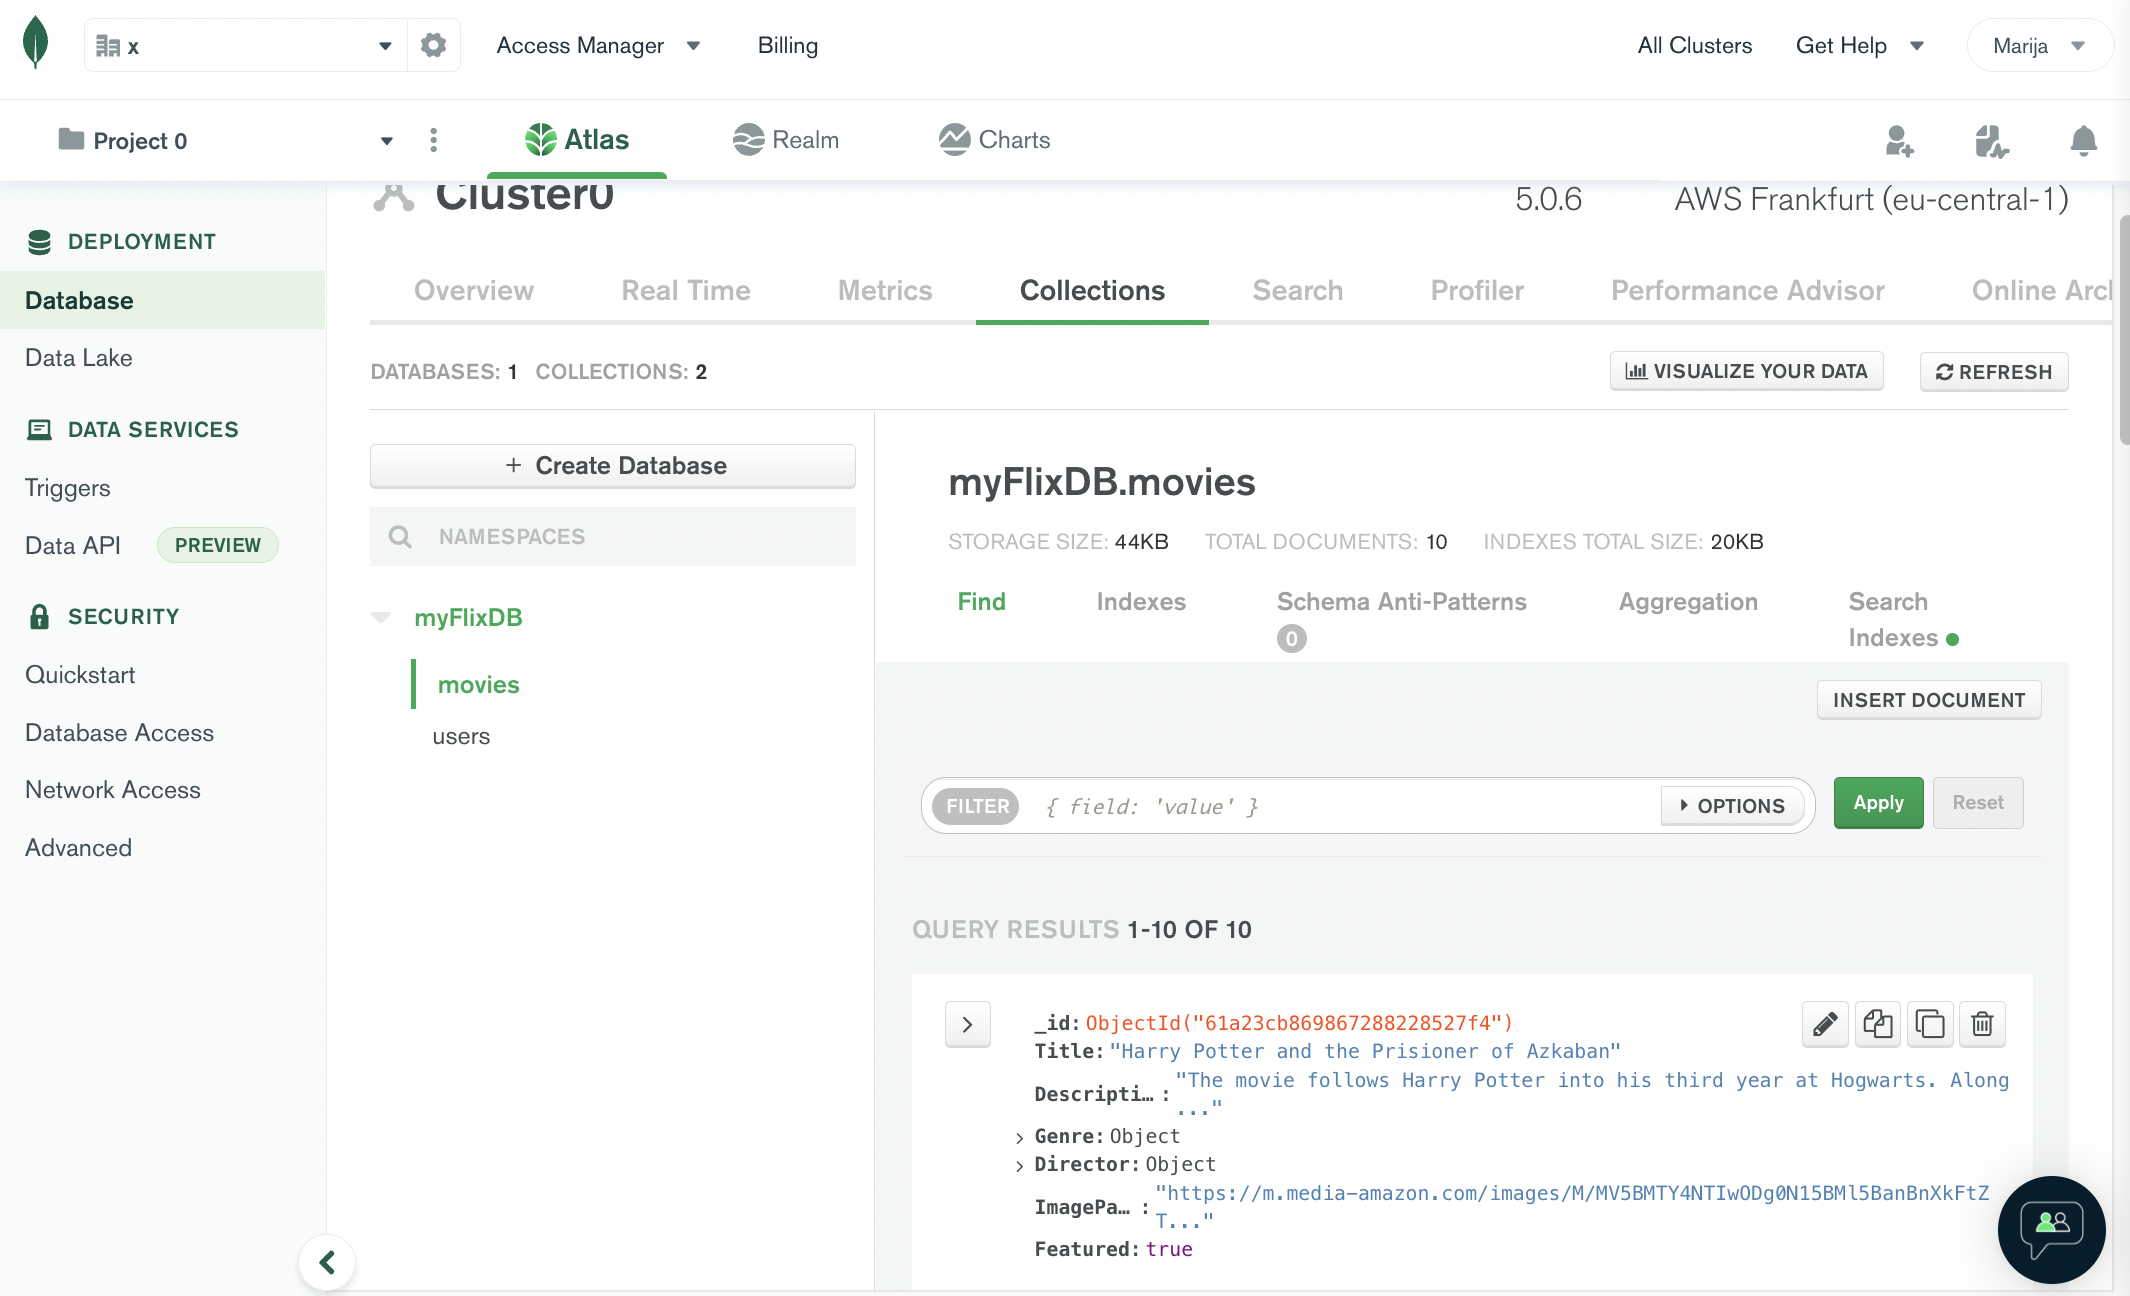 x
Access Manager
Billing
All Clusters
Get Help
Marija
Project 0
Atlas
Realm
Charts
Cluster0
5.0.6
AWS Frankfurt (eu-central-1)
DEPLOYMENT
Database
Data Lake
DATA SERVICES
Triggers
Data API PREVIEW
SECURITY
Quickstart
Database Access
Network Access
Advanced
Overview
Real Time
Metrics
Collections
Search
Profiler
Performance Advisor
Online Arc
DATABASES: 1 COLLECTIONS: 2
VISUALIZE YOUR DATA
REFRESH
+ Create Database
NAMESPACES
myFlixDB
movies
users
myFlixDB.movies
STORAGE SIZE: 44KB TOTAL DOCUMENTS: 10 INDEXES TOTAL SIZE: 20KB
Find
Indexes
Schema Anti-Patterns
0
Aggregation
Search
Indexes
INSERT DOCUMENT
FILTER { field: 'value' }
OPTIONS
Apply
Reset
QUERY RESULTS 1-10 OF 10
_id: ObjectId("61a23cb869867288228527f4")
Title: "Harry Potter and the Prisioner of Azkaban"
Descripti… : "The movie follows Harry Potter into his third year at Hogwarts. Along
..."
Genre: Object
Director: Object
ImagePa… : "https://m.media-amazon.com/images/M/MV5BMTY4NTIwODg0N15BMl5BanBnXkFtZ
T..."
Featured: true